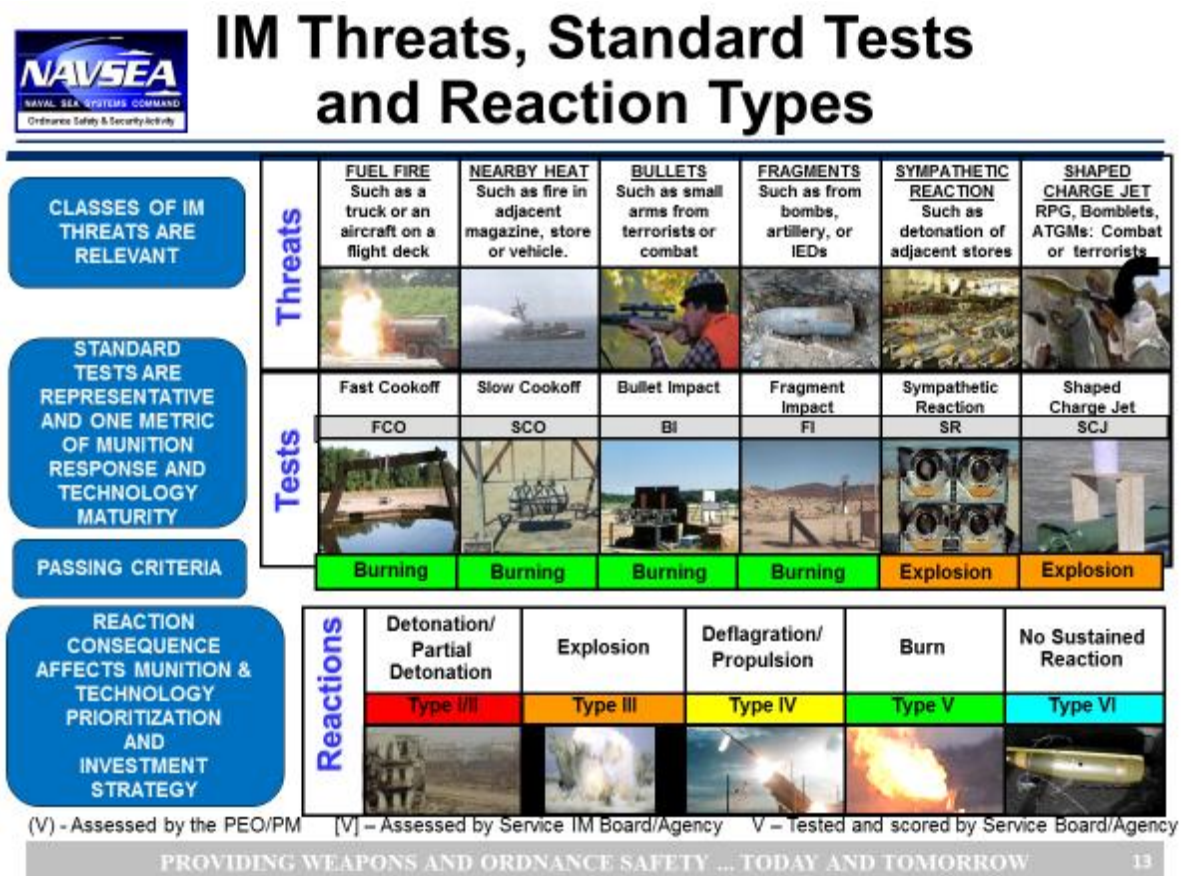 IM Threats, Standard Tests
and Reaction Types
NAVSEA
NAVAL SEA SYSTEMS COMMAND
Ordnance Safety & Security Activity
CLASSES OF IM
THREATS ARE
RELEVANT
Threats
FUEL FIRE
Such as a
truck or an
aircraft on a
flight deck
NEARBY HEAT
Such as fire in
adjacent
magazine, store
or vehicle.
BULLETS
Such as small
arms from
terrorists or
combat
FRAGMENTS
Such as from
bombs,
artillery, or
IEDs
SYMPATHETIC
REACTION
Such as
detonation of
adjacent stores
SHAPED
CHARGE JET
RPG, Bomblets,
ATGMs: Combat
or terrorists
STANDARD
TESTS ARE
REPRESENTATIVE
AND ONE METRIC
OF MUNITION
RESPONSE AND
TECHNOLOGY
MATURITY
Tests
Fast Cookoff
FCO
Slow Cookoff
SCO
Bullet Impact
BI
Fragment
Impact
FI
Sympathetic
Reaction
SR
Shaped
Charge Jet
SCJ
PASSING CRITERIA
Burning
Burning
Burning
Burning
Explosion
Explosion
REACTION
CONSEQUENCE
AFFECTS MUNITION &
TECHNOLOGY
PRIORITIZATION
AND
INVESTMENT
STRATEGY
Reactions
Detonation/
Partial
Detonation
Type I/II
Explosion
Type III
Deflagration/
Propulsion
Type IV
Burn
Type V
No Sustained
Reaction
Type VI
(V) - Assessed by the PEO/PM [V] – Assessed by Service IM Board/Agency V – Tested and scored by Service Board/Agency
PROVIDING WEAPONS AND ORDNANCE SAFETY ... TODAY AND TOMORROW 13